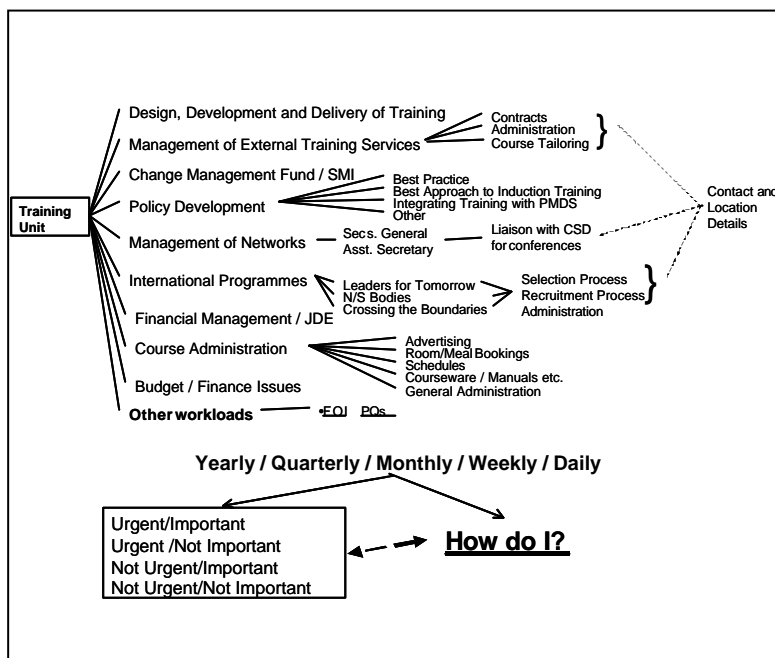 Design, Development and Delivery of Training
Management of External Training Services
Contracts
Administration
Course Tailoring
}
Change Management Fund / SMI
Policy Development
Best Practice
Best Approach to Induction Training
Integrating Training with PMDS
Other
Training
Unit
Contact and
Location
Details
Management of Networks
Secs. General
Asst. Secretary
Liaison with CSD
for conferences
International Programmes
Leaders for Tomorrow
N/S Bodies
Crossing the Boundaries
Selection Process
Recruitment Process
Administration
}
Financial Management / JDE
Course Administration
Advertising
Room/Meal Bookings
Schedules
Courseware / Manuals etc.
General Administration
Budget / Finance Issues
Other workloads
PQs
Yearly / Quarterly / Monthly / Weekly / Daily
Urgent/Important
Urgent /Not Important
Not Urgent/Important
Not Urgent/Not Important
How do I?